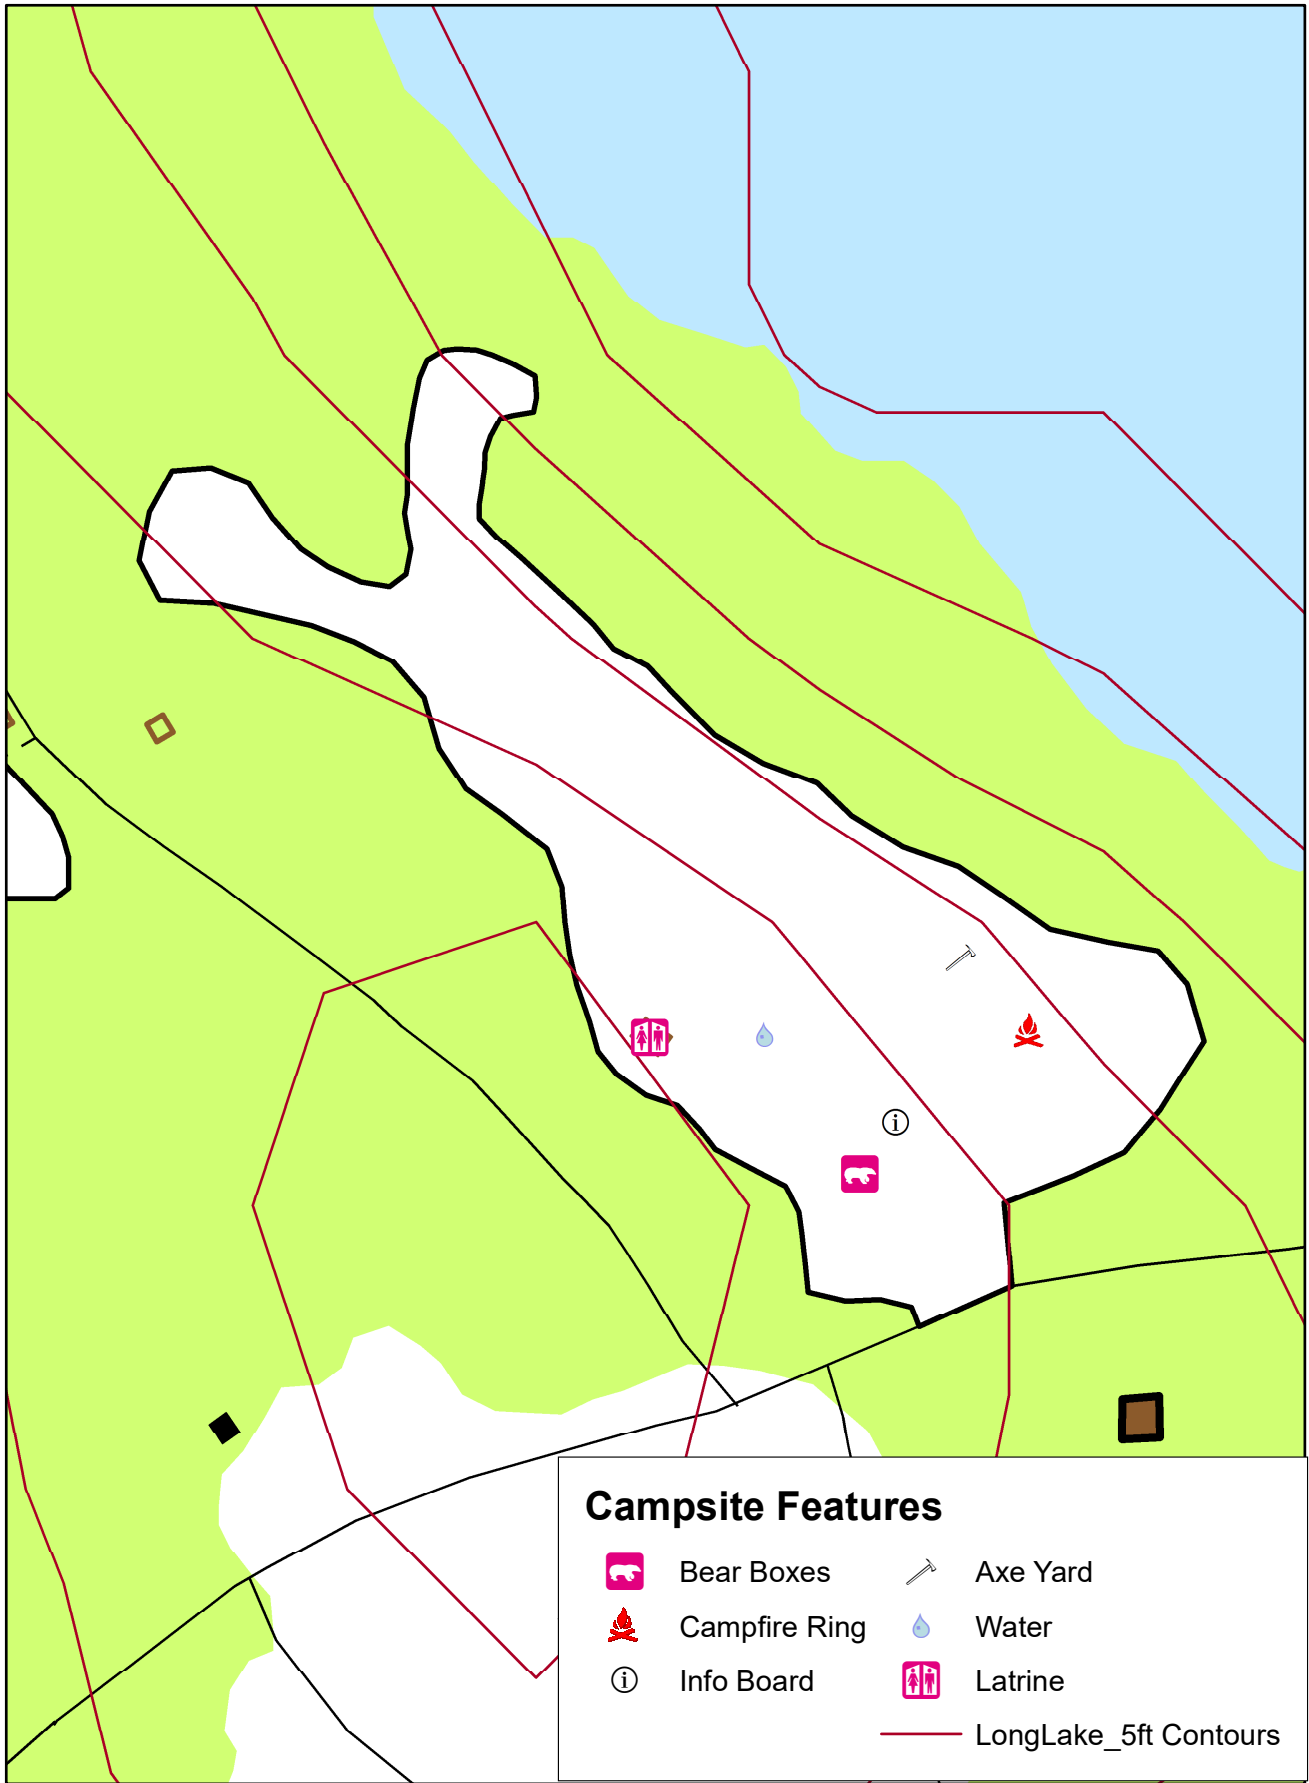 Campsite Features
Bear Boxes
Axe Yard
Campfire Ring
Water
Info Board
Latrine
LongLake_5ft Contours